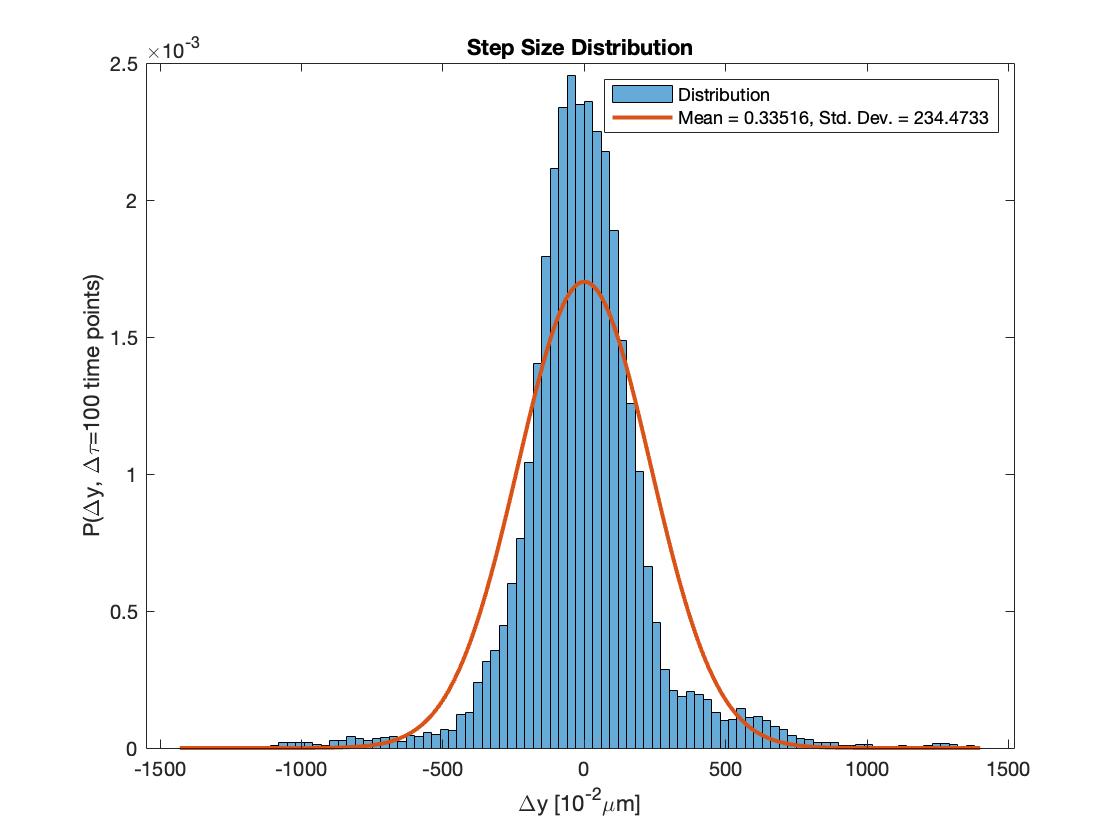 Step Size Distribution
×10⁻³
2.5
2
1.5
1
0.5
0
P(Δy, Δτ=100 time points)
Distribution
Mean = 0.33516, Std. Dev. = 234.4733
-1500 -1000 -500 0 500 1000 1500
Δy [10⁻²μm]